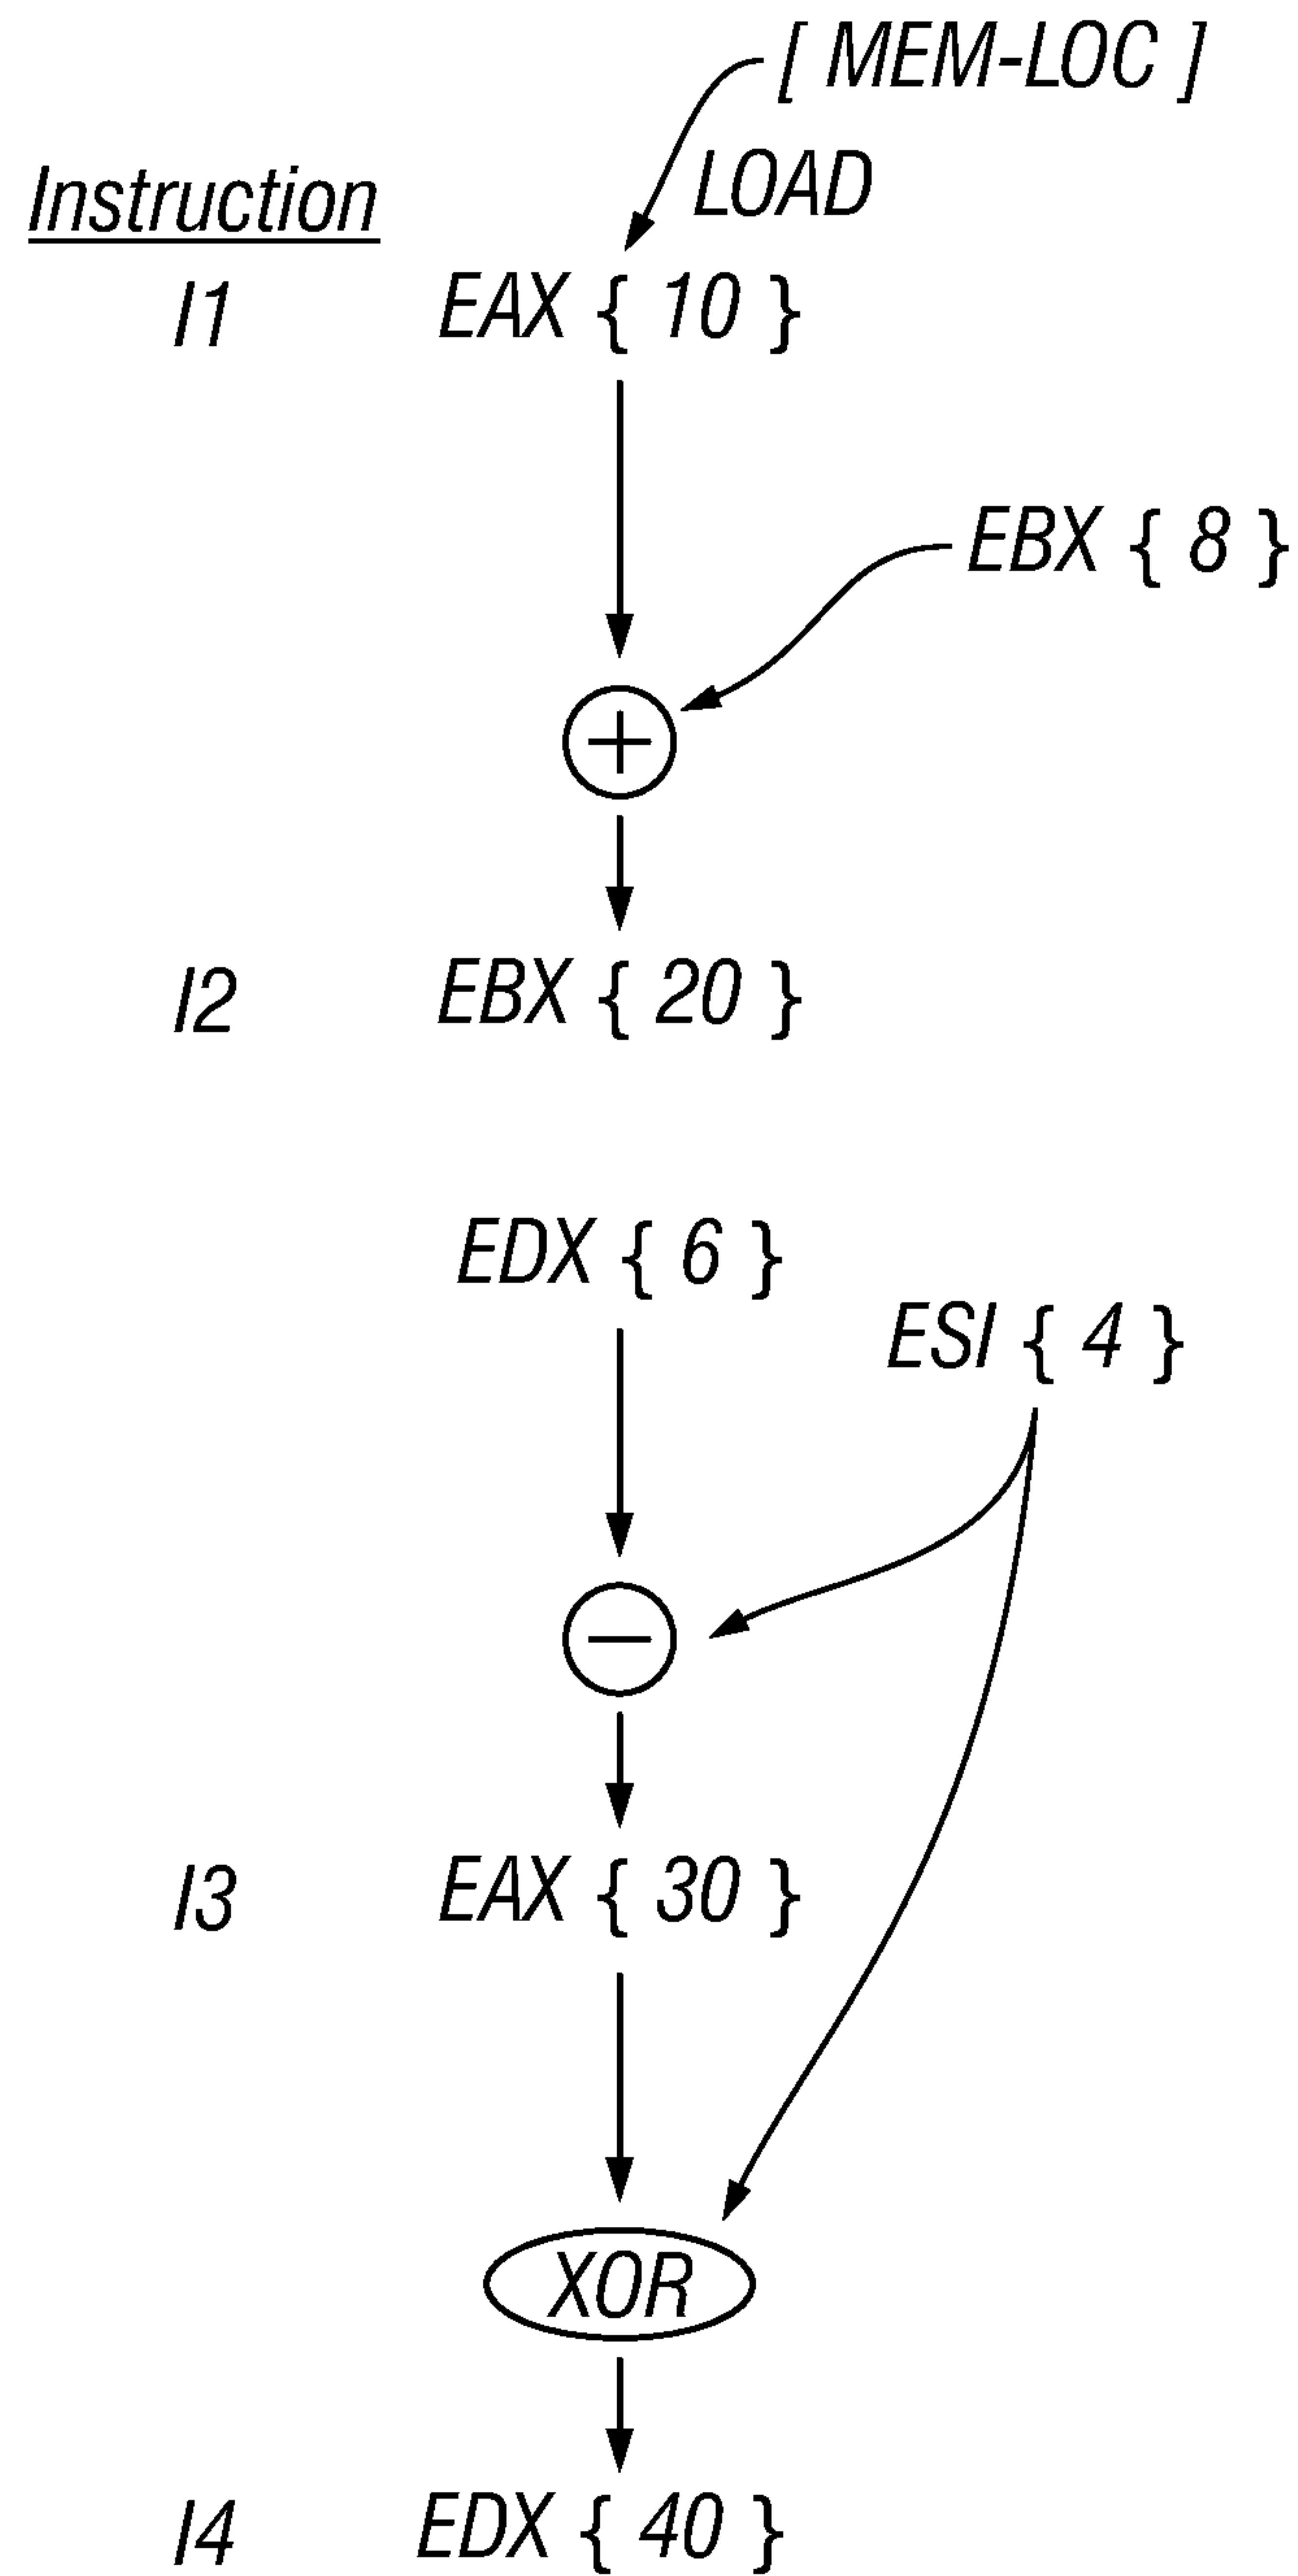 [ MEM-LOC ]
LOAD
Instruction
I1 EAX { 10 }
EBX { 8 }
+
I2 EBX { 20 }
EDX { 6 }
ESI { 4 }
−
I3 EAX { 30 }
XOR
I4 EDX { 40 }